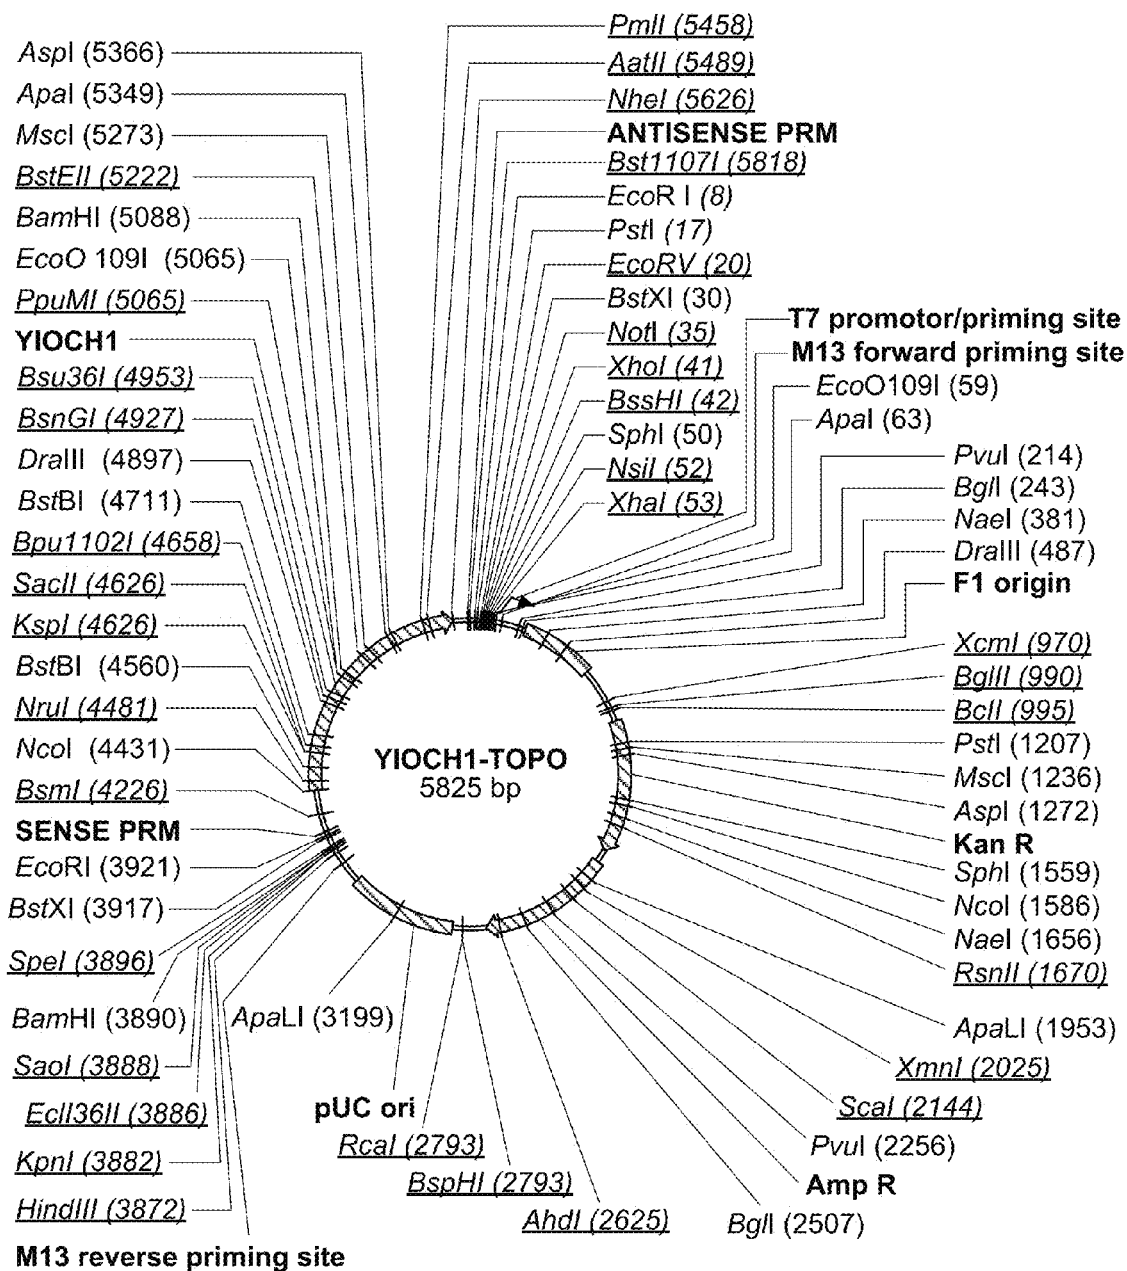 AspI (5366)
ApaI (5349)
MscI (5273)
BstEII (5222)
BamHI (5088)
EcoO 109I (5065)
PpuMI (5065)
YlOCH1
Bsu36I (4953)
BsnGI (4927)
DraIII (4897)
BstBI (4711)
Bpu1102I (4658)
SacII (4626)
KspI (4626)
BstBI (4560)
NruI (4481)
NcoI (4431)
BsmI (4226)
SENSE PRM
EcoRI (3921)
BstXI (3917)
SpeI (3896)
BamHI (3890)
SaoI (3888)
EclI36II (3886)
KpnI (3882)
HindIII (3872)
M13 reverse priming site
PmlI (5458)
AatII (5489)
NheI (5626)
ANTISENSE PRM
Bst1107I (5818)
EcoR I (8)
PstI (17)
EcoRV (20)
BstXI (30)
NotI (35)
XhoI (41)
BssHI (42)
SphI (50)
NsiI (52)
XhaI (53)
T7 promotor/priming site
M13 forward priming site
EcoO109I (59)
ApaI (63)
PvuI (214)
BglI (243)
NaeI (381)
DraIII (487)
F1 origin
XcmI (970)
BglII (990)
BclI (995)
PstI (1207)
MscI (1236)
AspI (1272)
Kan R
SphI (1559)
NcoI (1586)
NaeI (1656)
RsnII (1670)
ApaLI (1953)
XmnI (2025)
ScaI (2144)
PvuI (2256)
Amp R
BglI (2507)
AhdI (2625)
BspHI (2793)
RcaI (2793)
pUC ori
ApaLI (3199)
YlOCH1-TOPO
5825 bp